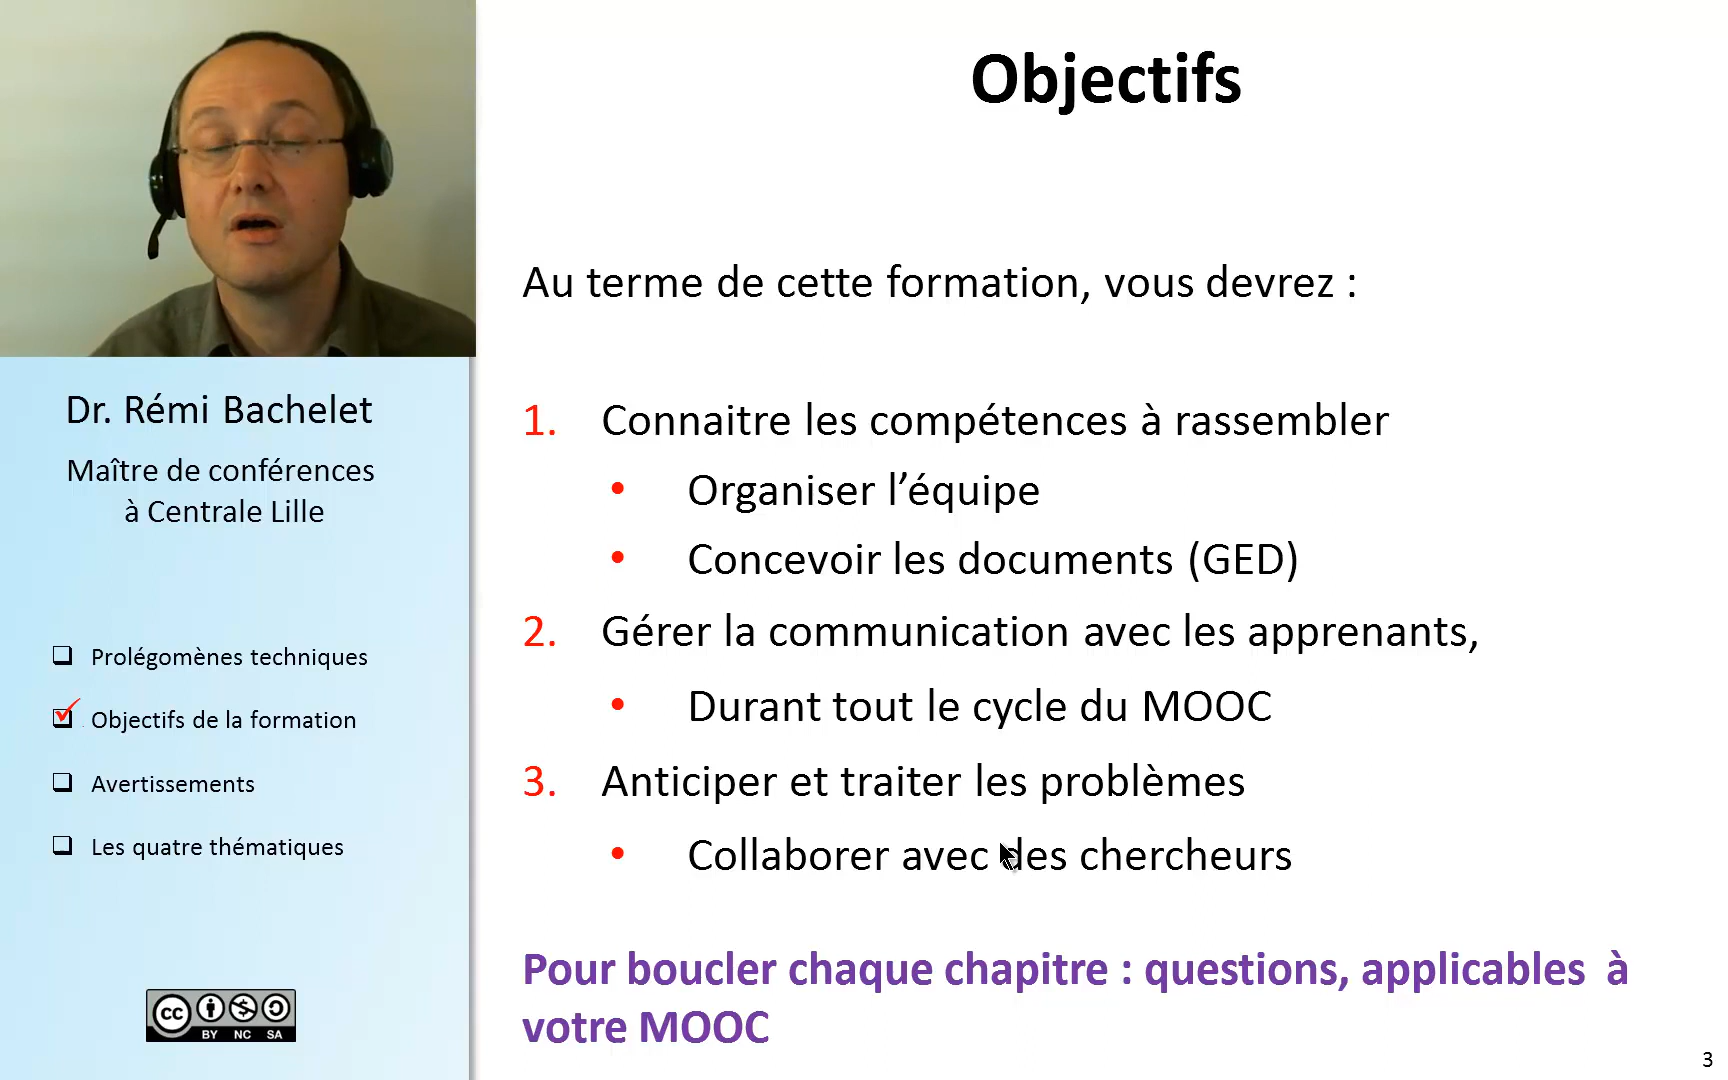 Objectifs
Au terme de cette formation, vous devrez :
1. Connaitre les compétences à rassembler
• Organiser l’équipe
• Concevoir les documents (GED)
2. Gérer la communication avec les apprenants,
• Durant tout le cycle du MOOC
3. Anticiper et traiter les problèmes
• Collaborer avec des chercheurs
Pour boucler chaque chapitre : questions, applicables à
votre MOOC
Dr. Rémi Bachelet
Maître de conférences
à Centrale Lille
Prolégomènes techniques
Objectifs de la formation
Avertissements
Les quatre thématiques
cc
BY NC SA
3